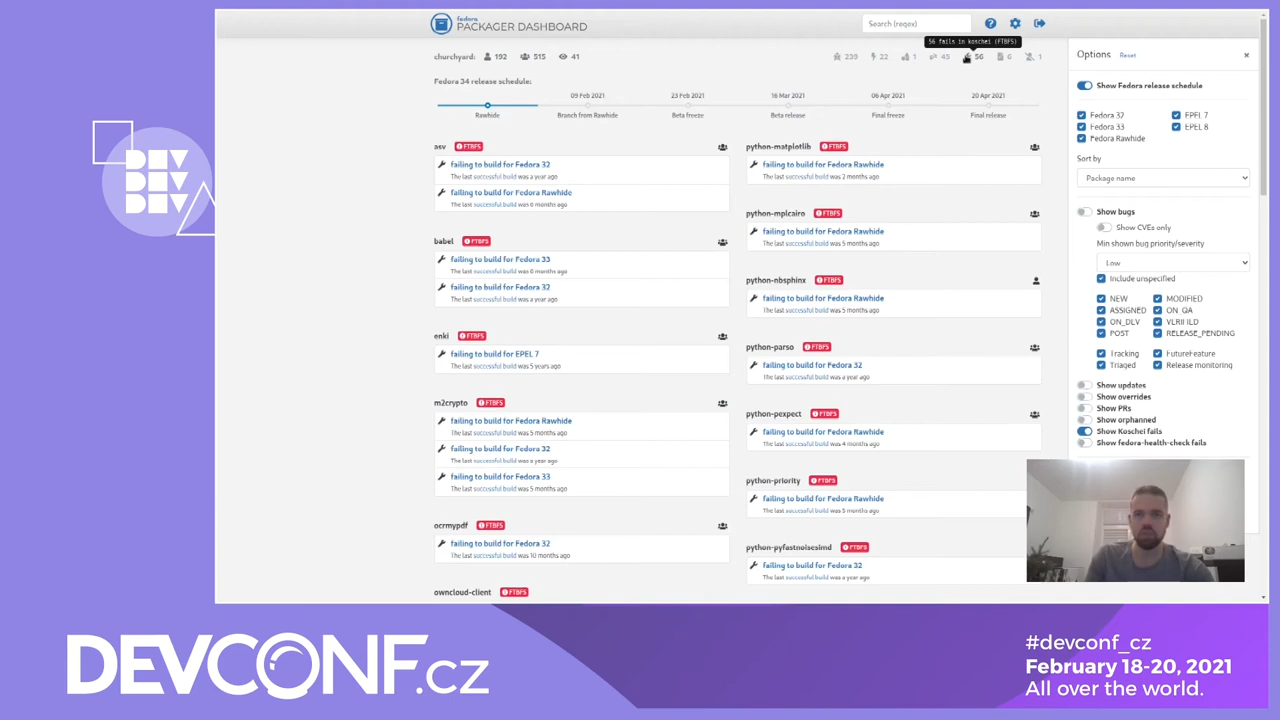 fedora
PACKAGER DASHBOARD
Search (regex)
56 fails in koschei (FTBFS)
churchyard: 192 515 41
239 22 1 45 56 0 1
Fedora 34 release schedule:
09 Feb 2021 23 Feb 2021 16 Mar 2021 06 Apr 2021 20 Apr 2021
Rawhide Branch from Rawhide Beta freeze Beta release Final freeze Final release
asv FTBFS
failing to build for Fedora 32
The last successful build was a year ago
failing to build for Fedora Rawhide
The last successful build was 6 months ago
babel FTBFS
failing to build for Fedora 33
The last successful build was 6 months ago
failing to build for Fedora 32
The last successful build was a year ago
enki FTBFS
failing to build for EPEL 7
The last successful build was 5 years ago
m2crypto FTBFS
failing to build for Fedora Rawhide
The last successful build was 5 months ago
failing to build for Fedora 32
The last successful build was a year ago
failing to build for Fedora 33
The last successful build was 5 months ago
ocrmypdf FTBFS
failing to build for Fedora 32
The last successful build was 10 months ago
owncloud-client FTBFS
python-matplotlib FTBFS
failing to build for Fedora Rawhide
The last successful build was 2 months ago
python-mplcairo FTBFS
failing to build for Fedora Rawhide
The last successful build was 5 months ago
python-nbsphinx FTBFS
failing to build for Fedora Rawhide
The last successful build was 5 months ago
python-parso FTBFS
failing to build for Fedora 32
The last successful build was a year ago
python-pexpect FTBFS
failing to build for Fedora Rawhide
The last successful build was 4 months ago
python-priority FTBFS
failing to build for Fedora Rawhide
The last successful build was 5 months ago
python-pyfastnoisesimd FTBFS
failing to build for Fedora 32
The last successful build was a year ago
Options Reset
Show Fedora release schedule
Fedora 32 EPEL 7
Fedora 33 EPEL 8
Fedora Rawhide
Sort by
Package name
Show bugs
Show CVEs only
Min shown bug priority/severity
Low
Include unspecified
NEW MODIFIED
ASSIGNED ON_QA
ON_DEV VERIFIED
POST RELEASE_PENDING
Tracking FutureFeature
Triaged Release monitoring
Show updates
Show overrides
Show PRs
Show orphanned
Show Koschei fails
Show fedora-health-check fails
DEV
DEV
DEV
DEVCONF.cz
#devconf_cz
February 18-20, 2021
All over the world.